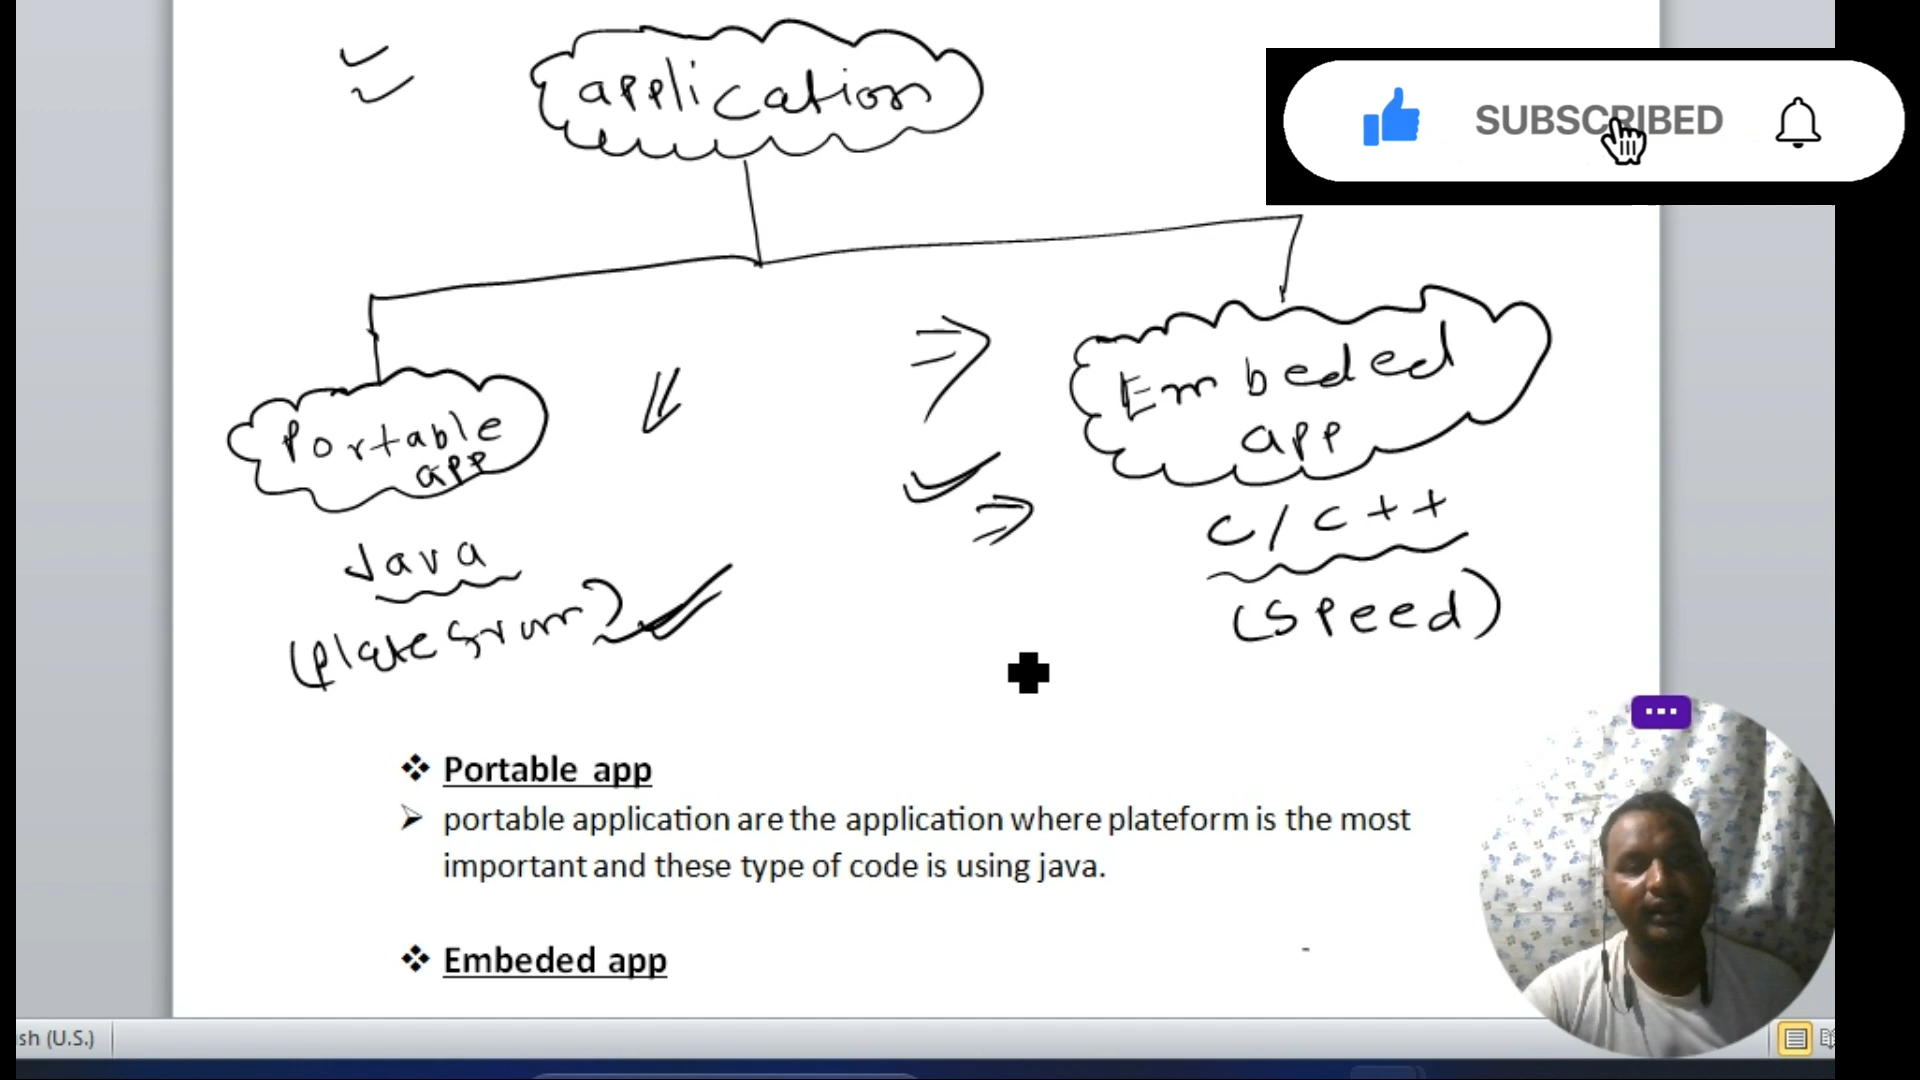 application
SUBSCRIBED
Portable
app
Embeded
app
Java
C/C++
(Speed)
Portable app
portable application are the application where plateform is the most
important and these type of code is using java.
Embeded app
sh (U.S.)